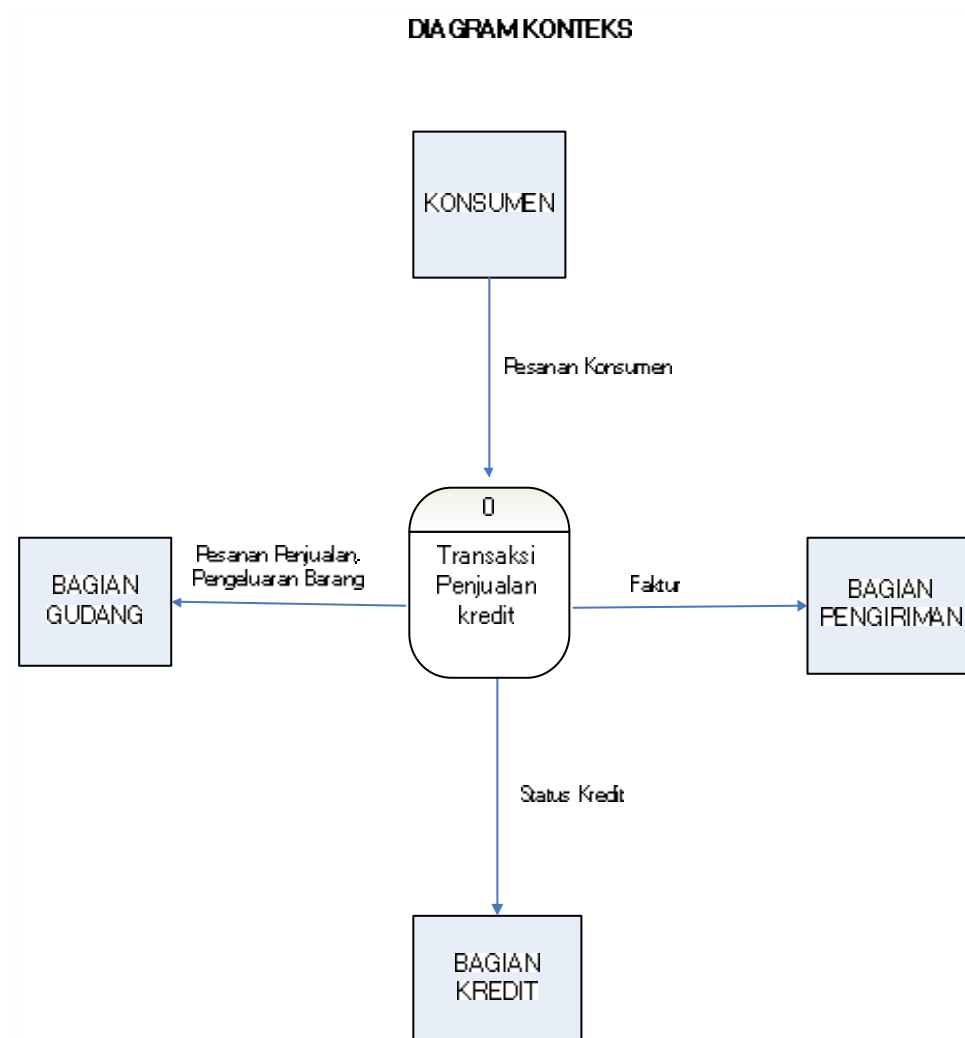 DIAGRAM KONTEKS
KONSUMEN
Pesanan Konsumen
0
Transaksi
Penjualan
kredit
Pesanan Penjualan,
Pengeluaran Barang
BAGIAN
GUDANG
Faktur
BAGIAN
PENGIRIMAN
Status Kredit
BAGIAN
KREDIT